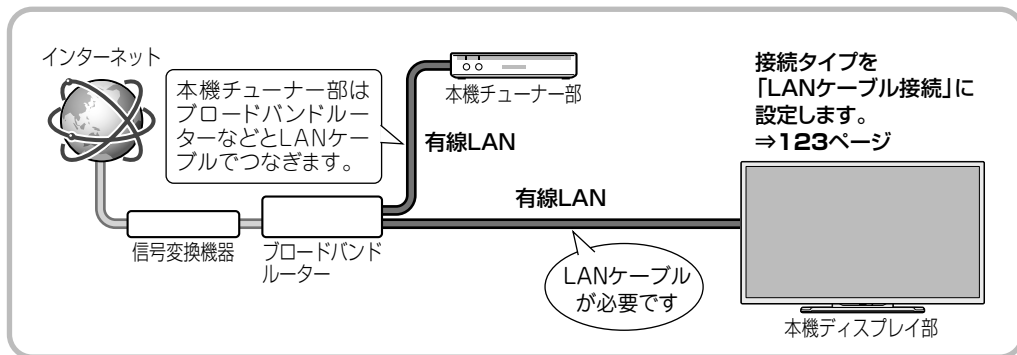 インターネット
本機チューナー部は
ブロードバンドルー
ターなどとLANケー
ブルでつなぎます。
本機チューナー部
有線LAN
接続タイプを
「LANケーブル接続」に
設定します。
⇒123ページ
有線LAN
信号変換機器
ブロードバンド
ルーター
LANケーブル
が必要です
本機ディスプレイ部